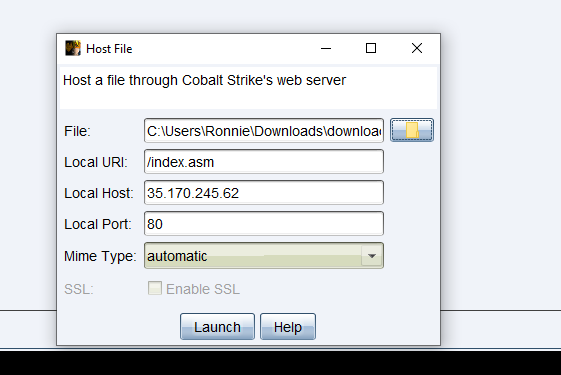 Host File
Host a file through Cobalt Strike's web server
File: C:\Users\Ronnie\Downloads\download
Local URI: /index.asm
Local Host: 35.170.245.62
Local Port: 80
Mime Type: automatic
SSL: Enable SSL
Launch Help